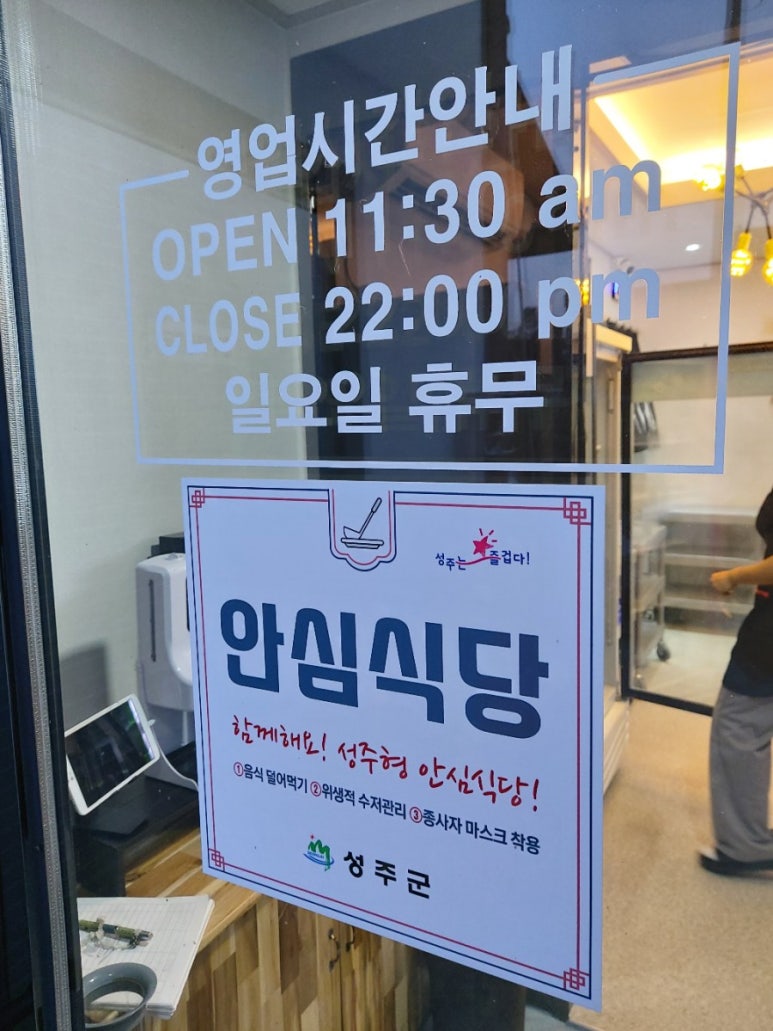 영업시간안내
OPEN 11:30 am
CLOSE 22:00 pm
일요일 휴무
성주는 즐겁다!
안심식당
함께해요! 성주형 안심식당!
①음식 덜어먹기 ②위생적 수저관리 ③종사자 마스크 착용
성주군